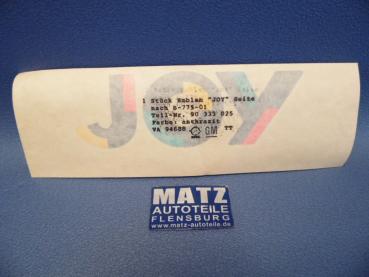 JOY
1 Stück Emblem "JOY" Seite
nach B-775-01
Teil-Nr. 90 333 025
Farbe: anthrazit
VA 94688 GM TT
MATZ
AUTOTEILE
FLENSBURG
www.matz-autoteile.de